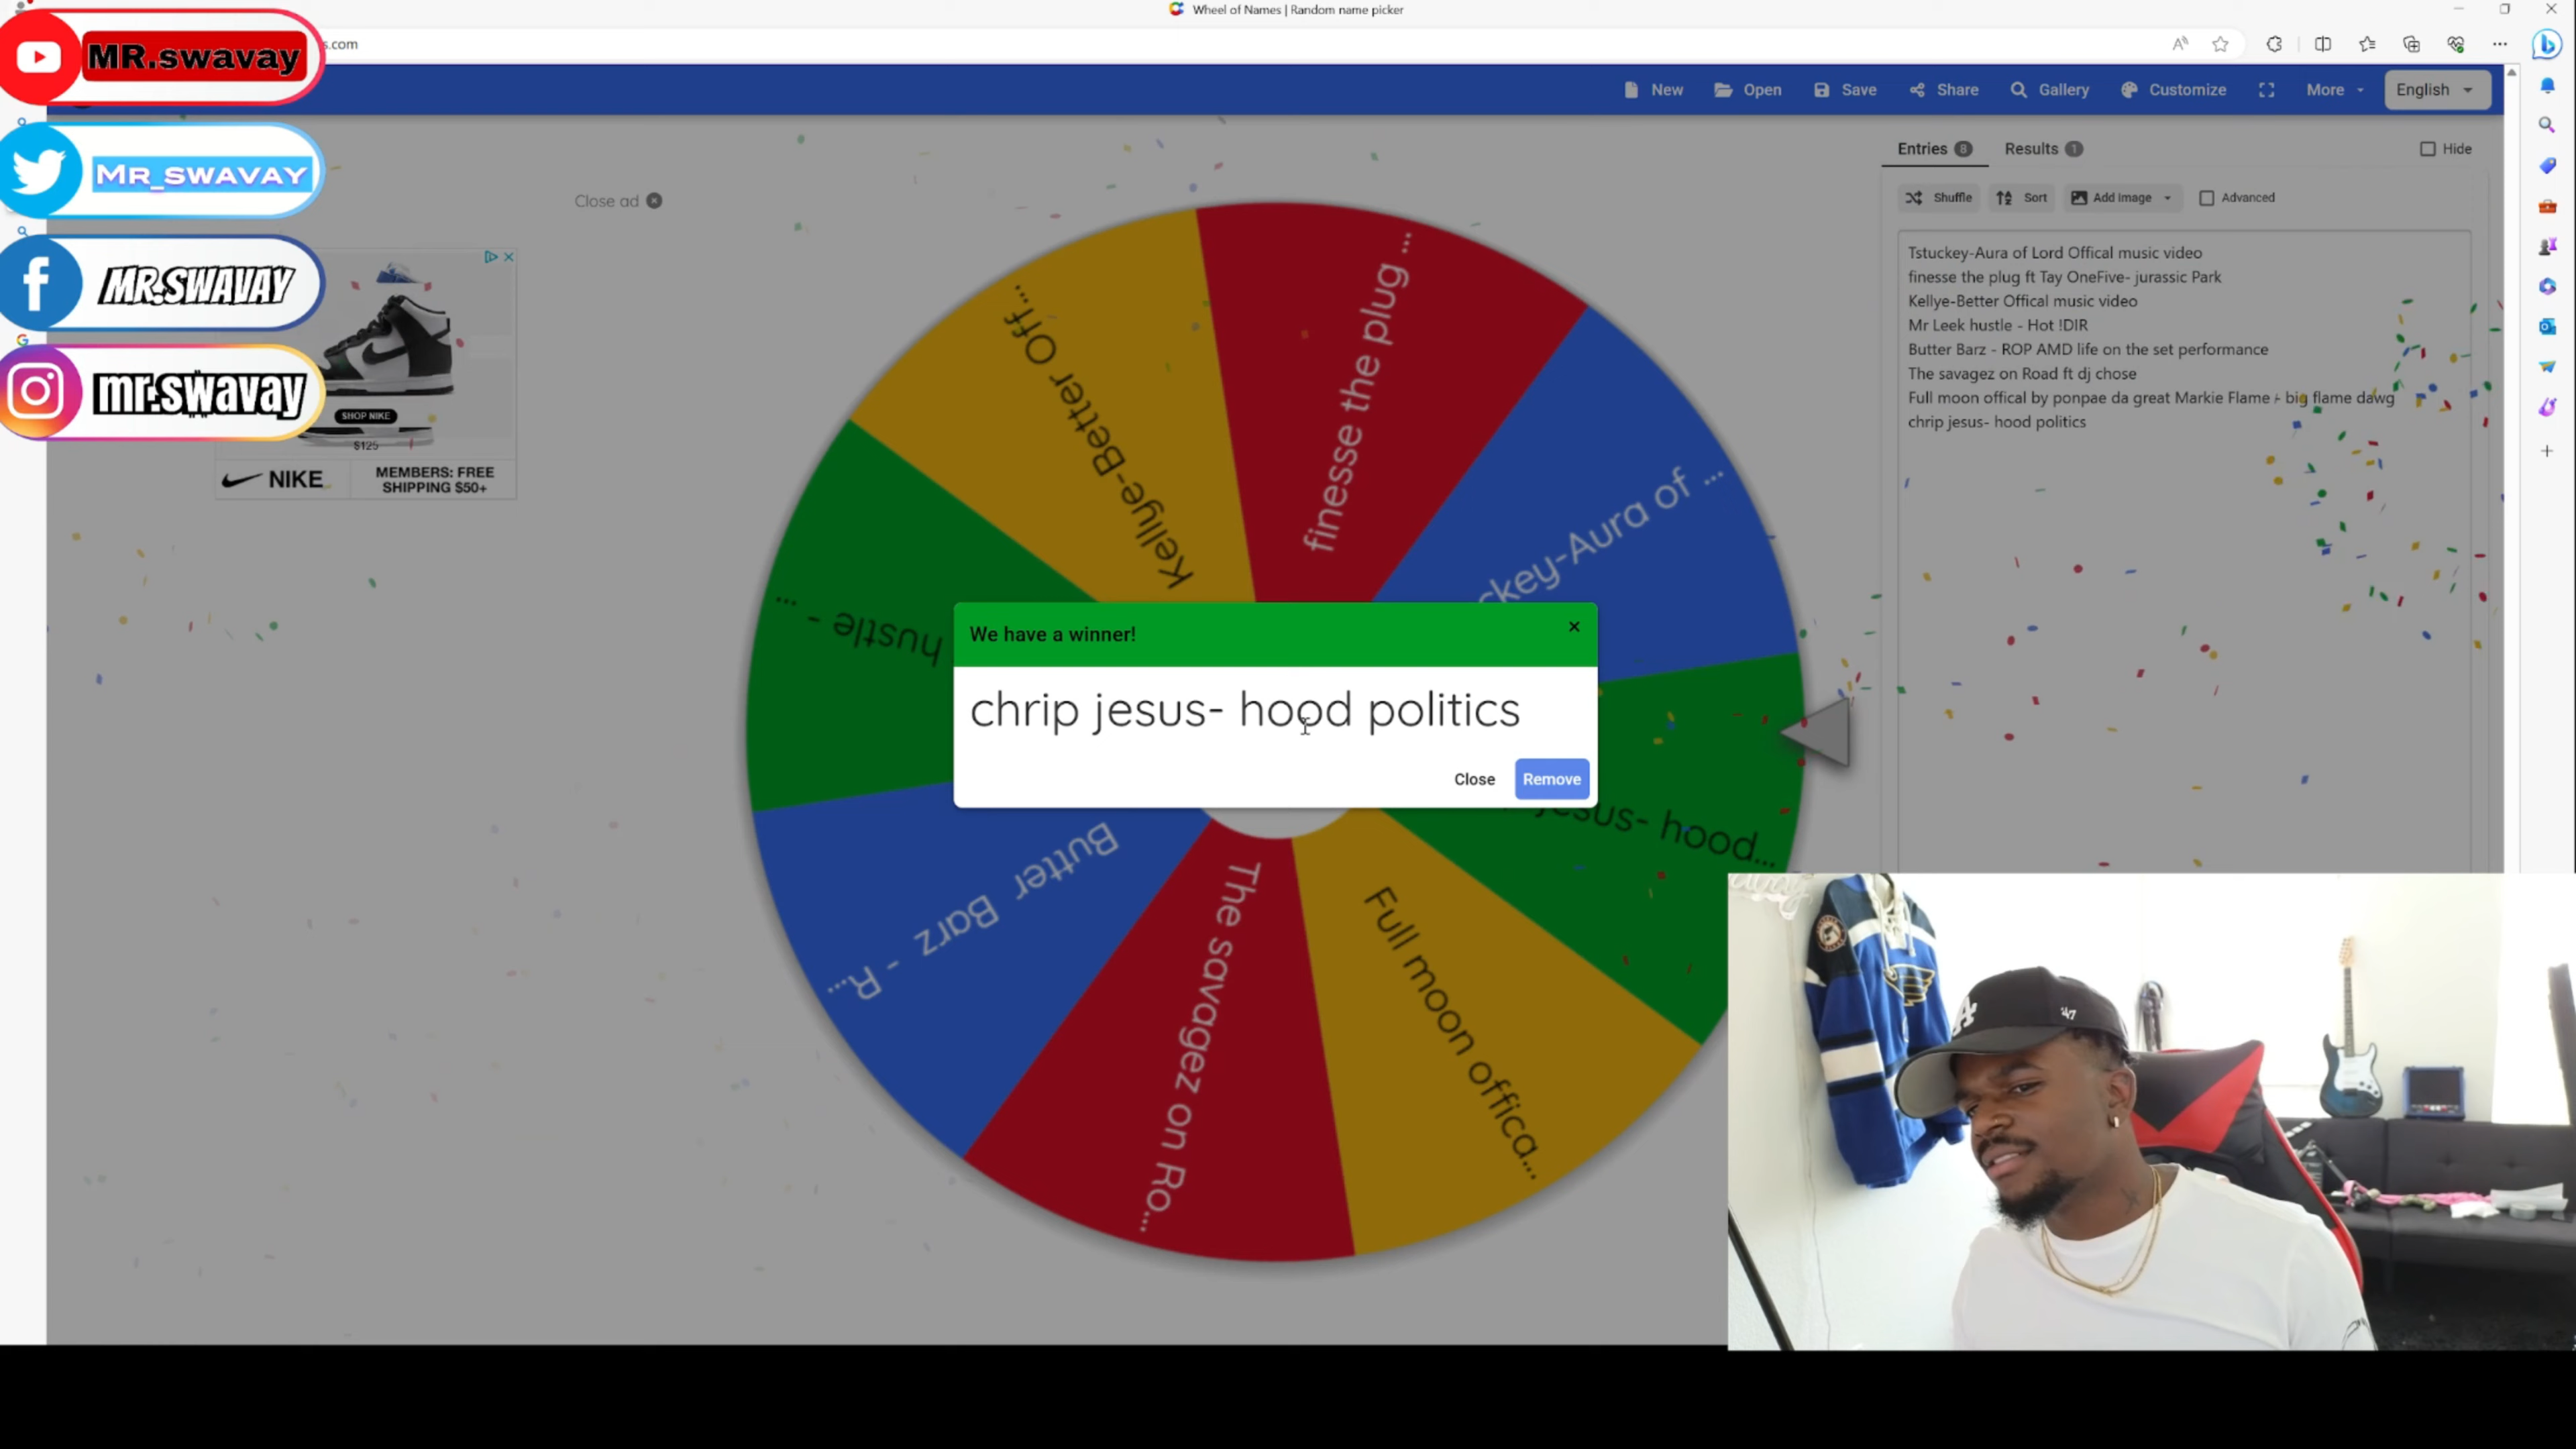 Wheel of Names | Random name picker
s.com
MR.swavay
MR_SWAVAY
MR.SWAVAY
mr.swavay
New Open Save Share Gallery Customize More English
Entries 8 Results 1 Hide
Shuffle Sort Add image Advanced
Tstuckey-Aura of Lord Offical music video
finesse the plug ft Tay OneFive- jurassic Park
Kellye-Better Offical music video
Mr Leek hustle - Hot !DIR
Butter Barz - ROP AMD life on the set performance
The savagez on Road ft dj chose
Full moon offical by ponpae da great Markie Flame - big flame dawg
chrip jesus- hood politics
Close ad
SHOP NIKE
$125
NIKE
MEMBERS: FREE
SHIPPING $50+
Kellye-Better Off...
finesse the plug ...
ckey-Aura of ...
hustle - ...
jesus- hood...
Butter Barz - R...
The savagez on Ro...
Full moon offica...
We have a winner!
chrip jesus- hood politics
Close Remove
A
'47